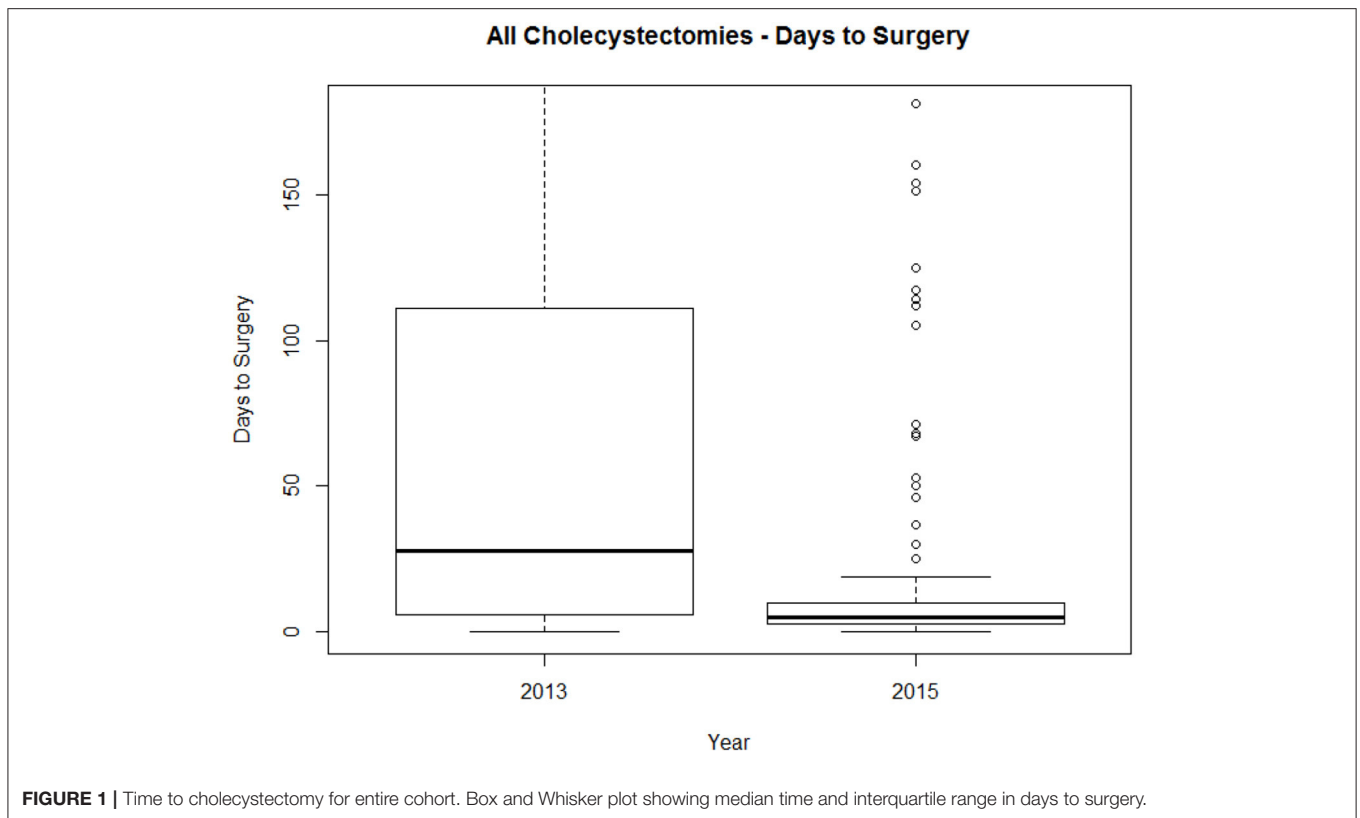 All Cholecystectomies - Days to Surgery
150
100
50
0
Days to Surgery
2013 2015
Year
FIGURE 1 | Time to cholecystectomy for entire cohort. Box and Whisker plot showing median time and interquartile range in days to surgery.